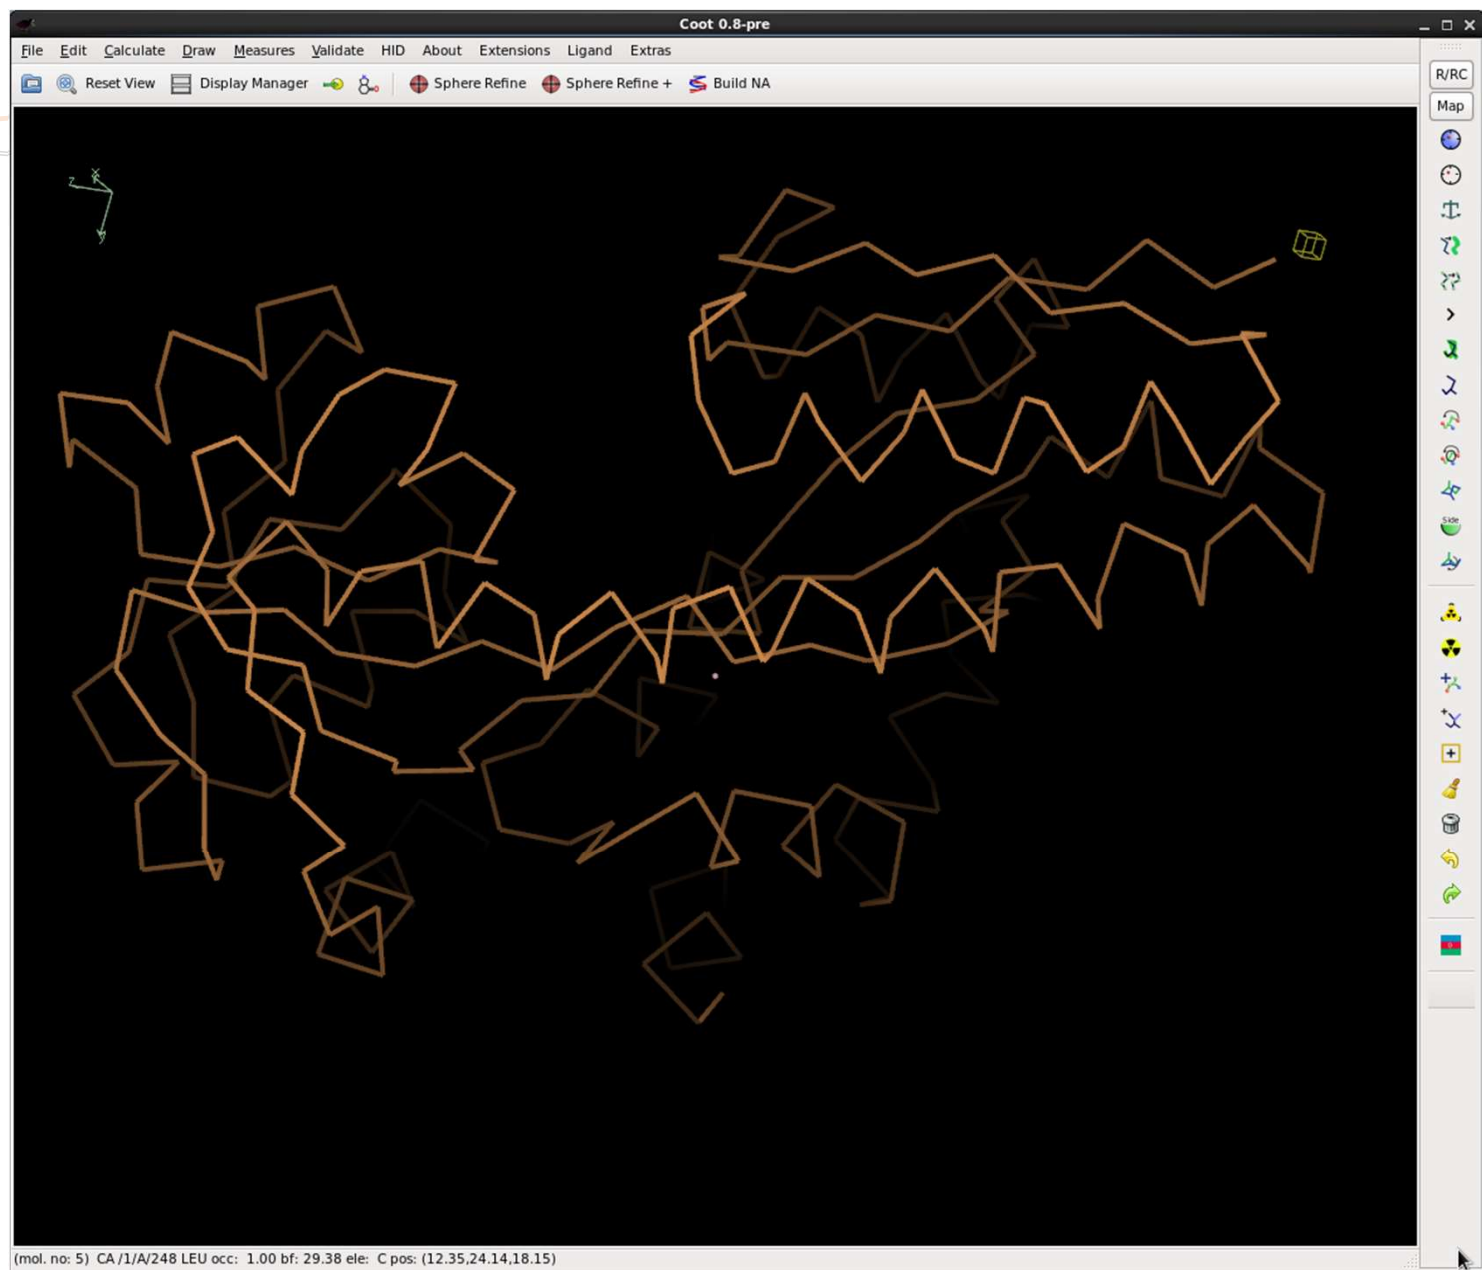 Coot 0.8-pre
File Edit Calculate Draw Measures Validate HID About Extensions Ligand Extras
Reset View Display Manager Sphere Refine Sphere Refine + Build NA
R/RC
Map
Side
x
z
y
(mol. no: 5) CA /1/A/248 LEU occ: 1.00 bf: 29.38 ele: C pos: (12.35,24.14,18.15)